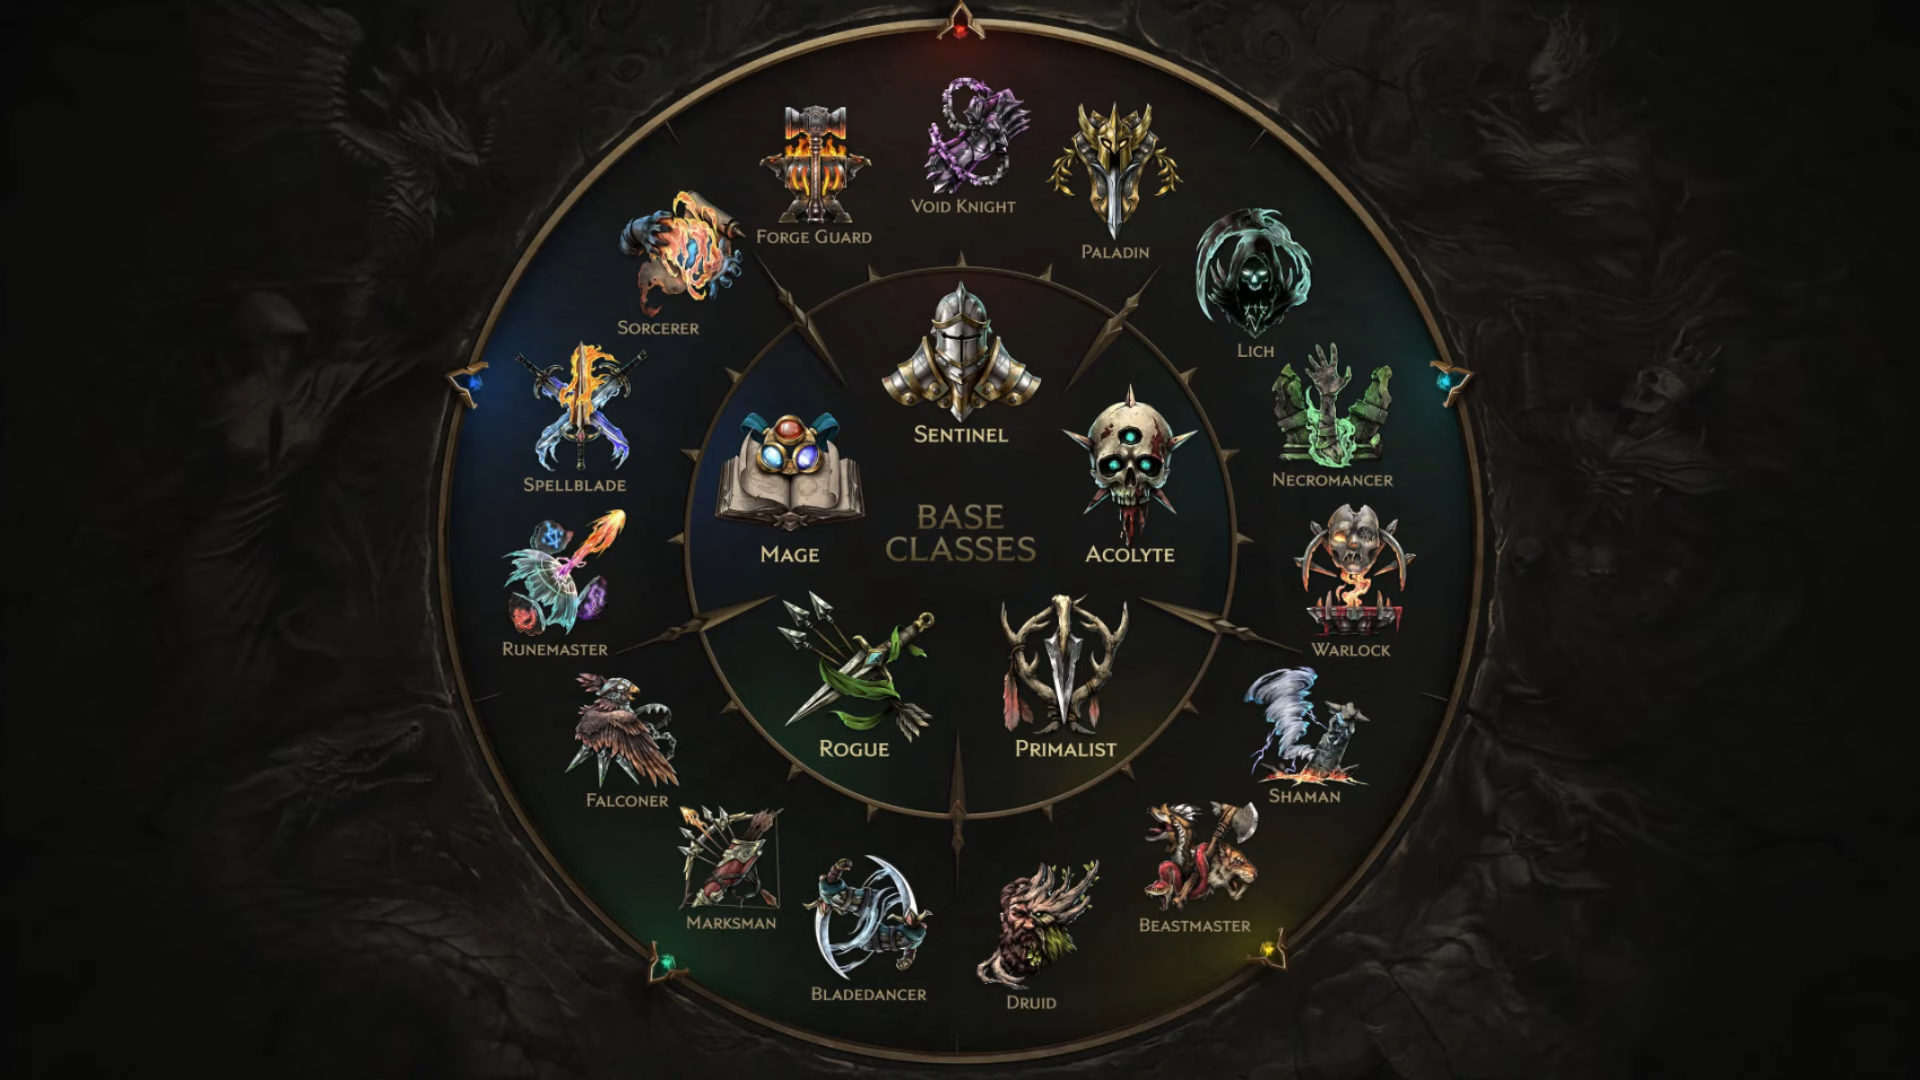 Void Knight
Forge Guard
Paladin
Sorcerer
Lich
Sentinel
Spellblade
Necromancer
Base
Classes
Mage
Acolyte
Runemaster
Warlock
Rogue
Primalist
Falconer
Shaman
Marksman
Beastmaster
Bladedancer
Druid